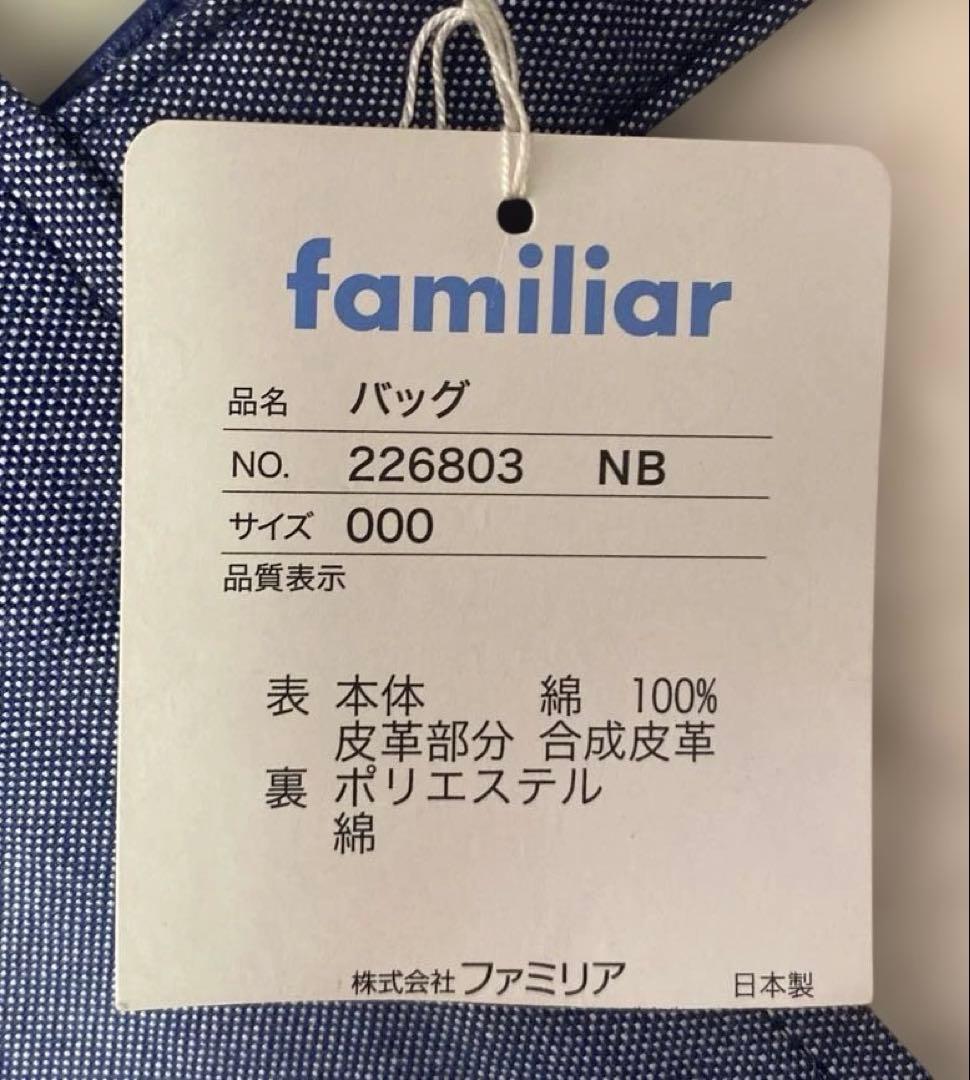 familiar
品名 バッグ
NO. 226803 NB
サイズ 000
品質表示
表 本体 綿 100%
皮革部分 合成皮革
裏 ポリエステル
綿
株式会社ファミリア 日本製